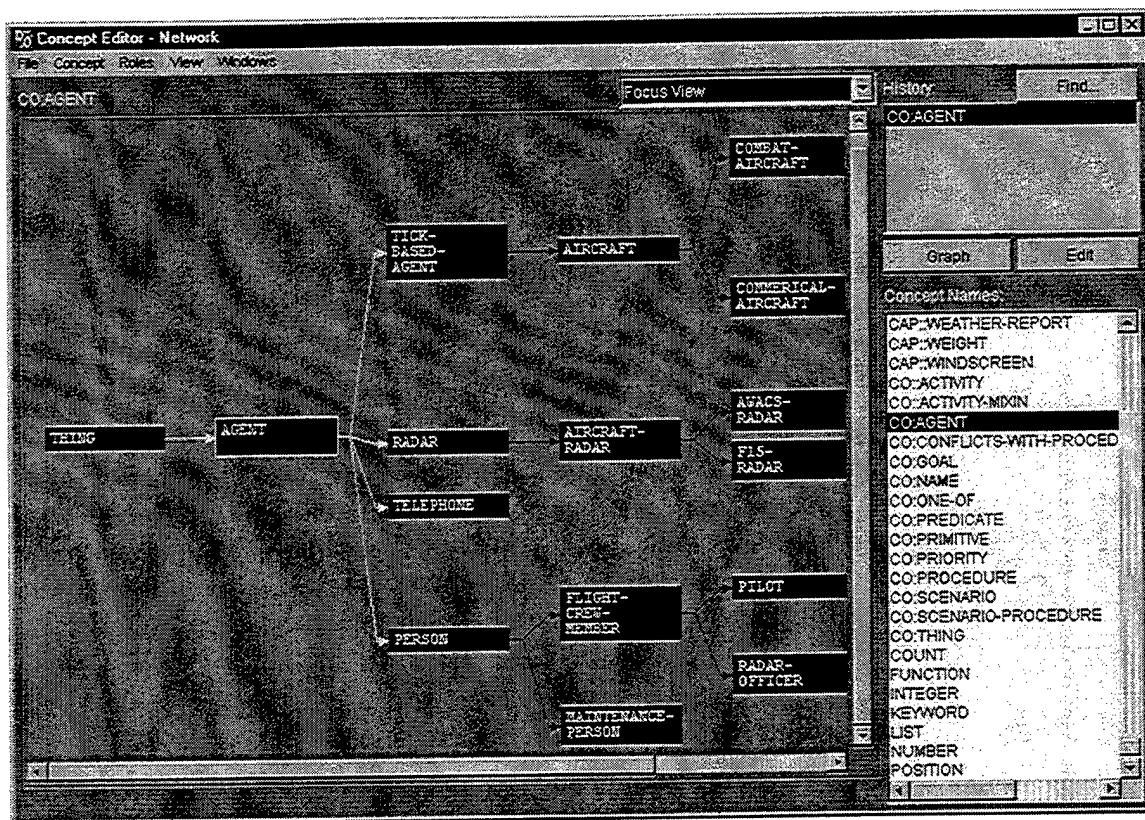 Concept Editor - Network
File Concept Roles View Windows
CO:AGENT
Focus View
THING
AGENT
TICK-
BASED-
AGENT
RADAR
TELEPHONE
PERSON
AIRCRAFT
AIRCRAFT-
RADAR
FLIGHT-
CREW-
MEMBER
MAINTENANCE-
PERSON
COMBAT-
AIRCRAFT
COMMERICAL-
AIRCRAFT
AWACS-
RADAR
F15-
RADAR
PILOT
RADAR-
OFFICER
History:
Find...
CO:AGENT
Graph
Edit
Concept Names:
CAP::WEATHER-REPORT
CAP::WEIGHT
CAP::WINDSCREEN
CO:ACTIVITY
CO::ACTIVITY-MIXIN
CO:AGENT
CO:CONFLICTS-WITH-PROCED
CO:GOAL
CO:NAME
CO:ONE-OF
CO:PREDICATE
CO:PRIMITIVE
CO:PRIORITY
CO:PROCEDURE
CO:SCENARIO
CO:SCENARIO-PROCEDURE
CO:THING
COUNT
FUNCTION
INTEGER
KEYWORD
LIST
NUMBER
POSITION